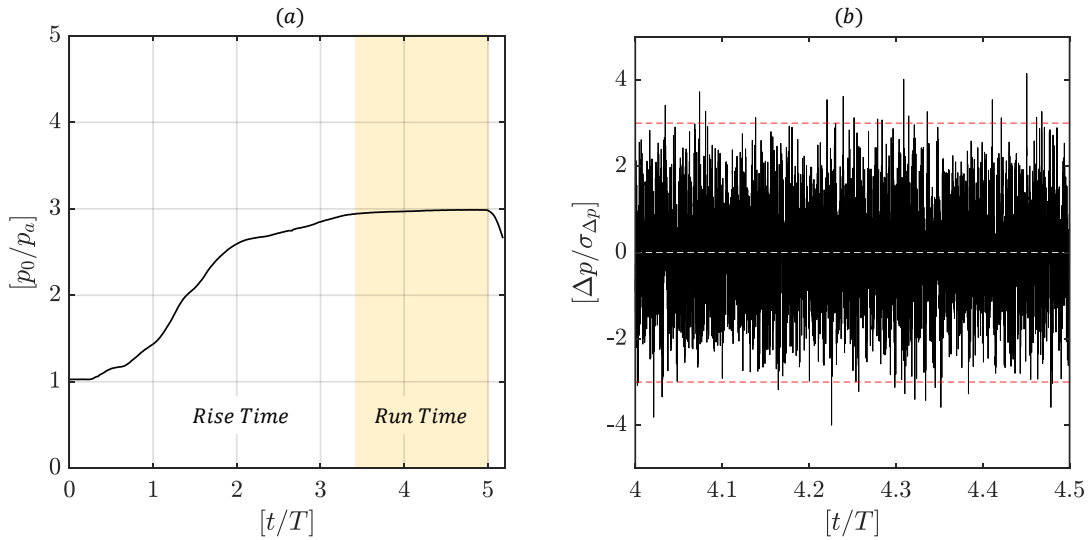 (a)
5
4
3
2
1
0
[p₀/pₐ]
Rise Time
Run Time
0 1 2 3 4 5
[t/T]
(b)
4
2
0
-2
-4
[Δp/σ_Δp]
4 4.1 4.2 4.3 4.4 4.5
[t/T]